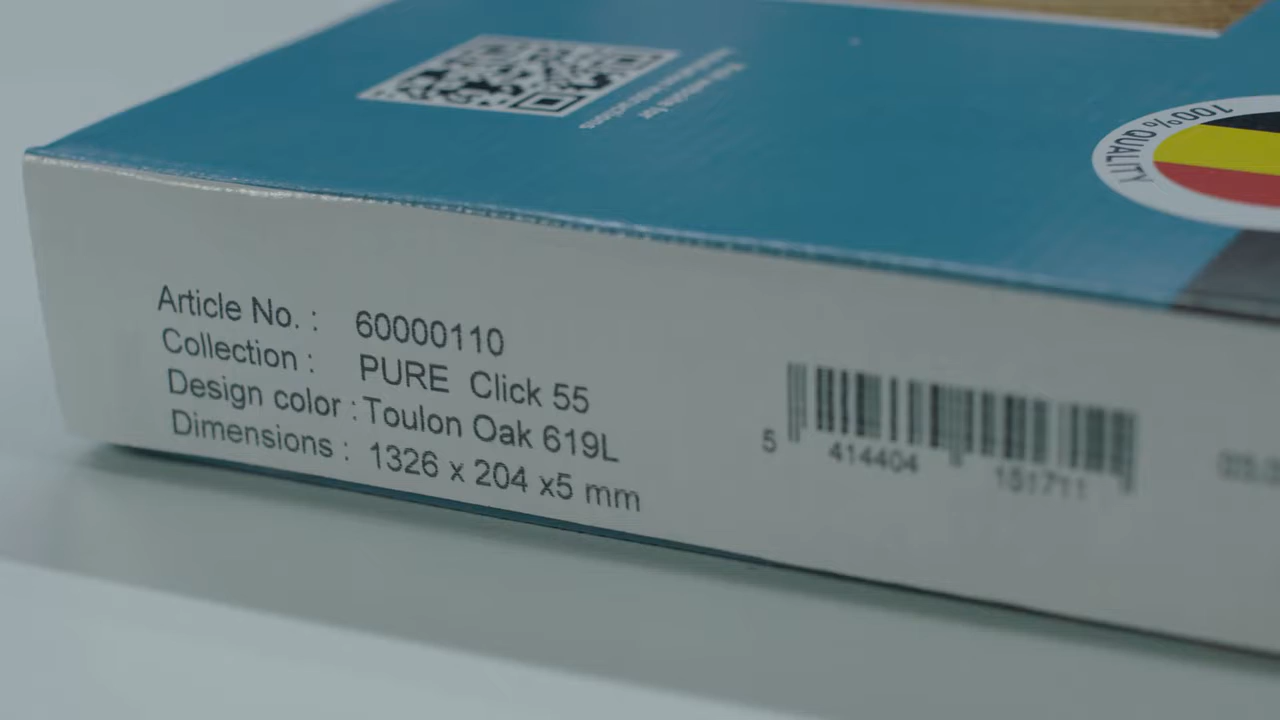 100% QUALITY
Article No. : 60000110
Collection : PURE Click 55
Design color : Toulon Oak 619L
Dimensions : 1326 x 204 x5 mm
5 414404 151711